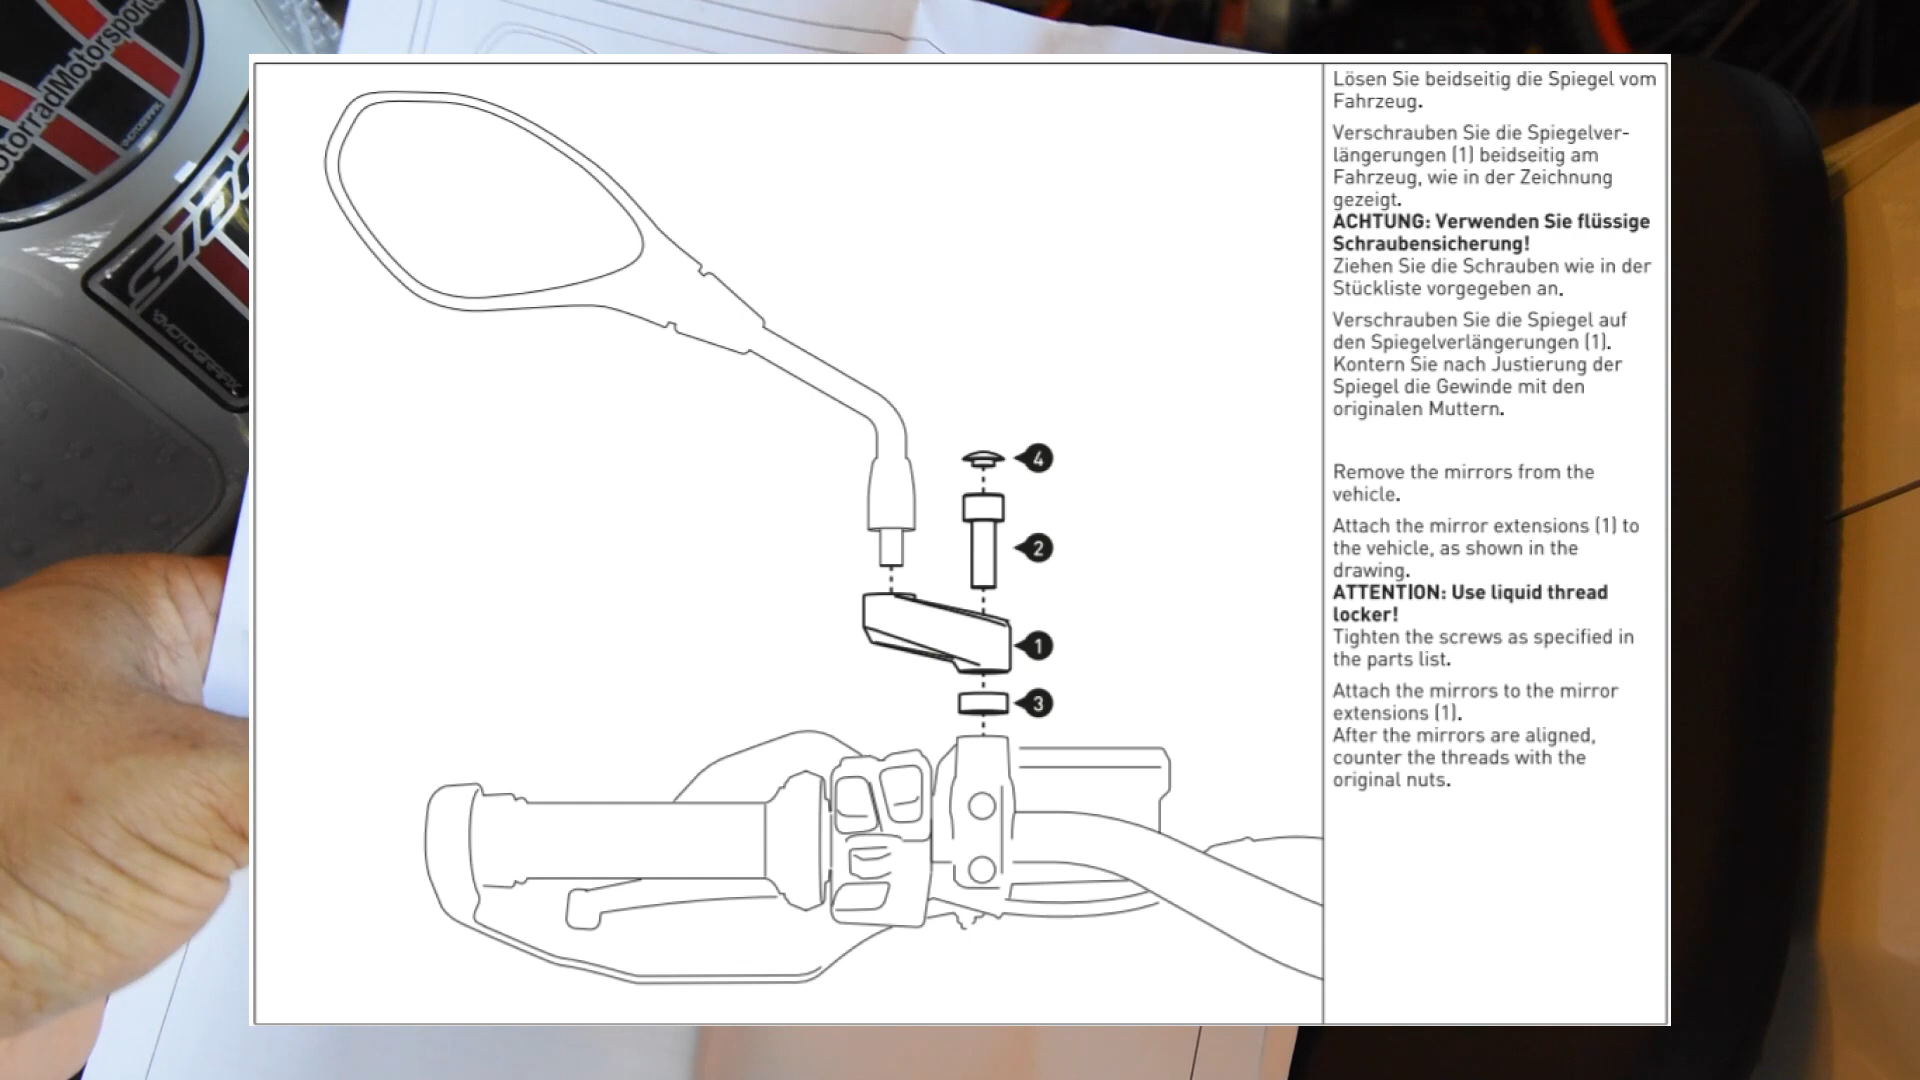 otorradMotorsport
SIDE
MOTOGRAFIX
Lösen Sie beidseitig die Spiegel vom
Fahrzeug.
Verschrauben Sie die Spiegelver-
längerungen (1) beidseitig am
Fahrzeug, wie in der Zeichnung
gezeigt.
ACHTUNG: Verwenden Sie flüssige
Schraubensicherung!
Ziehen Sie die Schrauben wie in der
Stückliste vorgegeben an.
Verschrauben Sie die Spiegel auf
den Spiegelverlängerungen (1).
Kontern Sie nach Justierung der
Spiegel die Gewinde mit den
originalen Muttern.
Remove the mirrors from the
vehicle.
Attach the mirror extensions (1) to
the vehicle, as shown in the
drawing.
ATTENTION: Use liquid thread
locker!
Tighten the screws as specified in
the parts list.
Attach the mirrors to the mirror
extensions (1).
After the mirrors are aligned,
counter the threads with the
original nuts.
4
2
1
3